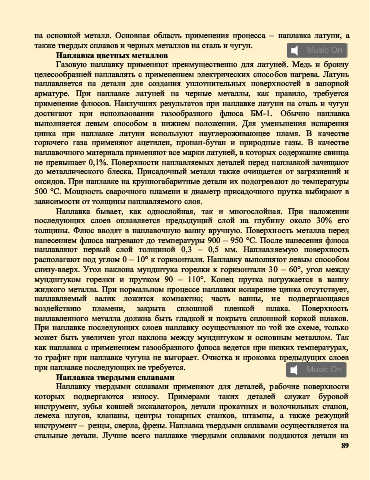 на основной металл. Основная область применения процесса – наплавка латуни, а
также твердых сплавов и черных металлов на сталь и чугун.
Music On
Наплавка цветных металлов
Газовую наплавку применяют преимущественно для латуней. Медь и бронзу
целесообразней наплавлять с применением электрических способов нагрева. Латунь
наплавляется на детали для создания уплотнительных поверхностей в запорной
арматуре. При наплавке латуней на черные металлы, как правило, требуется
применение флюсов. Наилучших результатов при наплавке латуни на сталь и чугун
достигают при использовании газообразного флюса БМ-1. Обычно наплавка
выполняется левым способом в нижнем положении. Для уменьшения испарения
цинка при наплавке латуни используют науглероживающее пламя. В качестве
горючего газа применяют ацетилен, пропан-бутан и природные газы. В качестве
наплавочного материала применяют все марки латуней, в которых содержание свинца
не превышает 0,1%. Поверхности наплавляемых деталей перед наплавкой зачищают
до металлического блеска. Присадочный металл также очищается от загрязнений и
оксидов. При наплавке на крупногабаритные детали их подогревают до температуры
500 °С. Мощность сварочного пламени и диаметр присадочного прутка выбирают в
зависимости от толщины наплавляемого слоя.
Наплавка бывает, как однослойная, так и многослойная. При наложении
последующих слоев оплавляется предыдущий слой на глубину около 30% его
толщины. Флюс вводят в наплавочную ванну вручную. Поверхность металла перед
нанесением флюса нагревают до температуры 900 – 950 °С. После нанесения флюса
наплавляют первый слой толщиной 0,3 – 0,5 мм. Наплавляемую поверхность
располагают под углом 0 – 10° к горизонтали. Наплавку выполняют левым способом
снизу-вверх. Угол наклона мундштука горелки к горизонтали 30 – 60°, угол между
мундштуком горелки и прутком 90 – 110°. Конец прутка погружается в ванну
жидкого металла. При нормальном процессе наплавки испарение цинка отсутствует,
наплавляемый валик ложится компактно; часть ванны, не подвергающаяся
воздействию пламени, закрыта сплошной пленкой шлака. Поверхность
наплавленного металла должна быть гладкой и покрыта сплошной коркой шлаков.
При наплавке последующих слоев наплавку осуществляют по той же схеме, только
может быть увеличен угол наклона между мундштуком и основным металлом. Так
как наплавка с применением газообразного флюса ведется при низких температурах,
то графит при наплавке чугуна не выгорает. Очистка и проковка предыдущих слоев
при наплавке последующих не требуется.
Music On
Наплавка твердыми сплавами
Наплавку твердыми сплавами применяют для деталей, рабочие поверхности
которых подвергаются износу. Примерами таких деталей служат буровой
инструмент, зубья ковшей экскаваторов, детали прокатных и волочильных станов,
лемеха плугов, клапаны, центры токарных станков, штампы, а также режущий
инструмент – резцы, сверла, фрезы. Наплавка твердыми сплавами осуществляется на
стальные детали. Лучше всего наплавке твердыми сплавами поддаются детали из
89